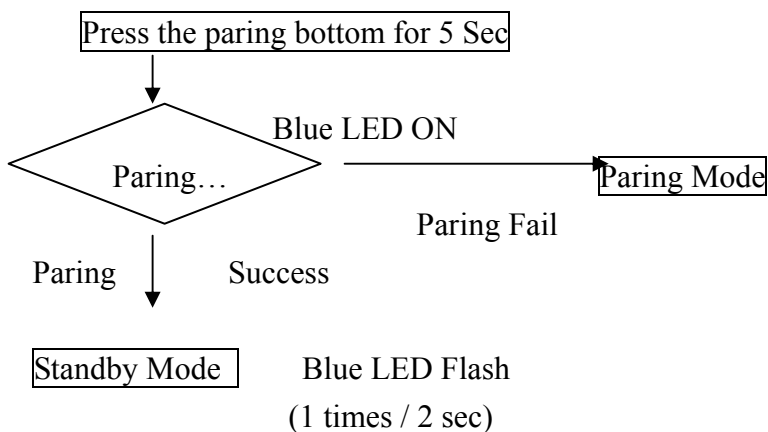 Press the paring bottom for 5 Sec
Blue LED ON
Paring…
Paring Mode
Paring Fail
Paring Success
Standby Mode Blue LED Flash
(1 times / 2 sec)